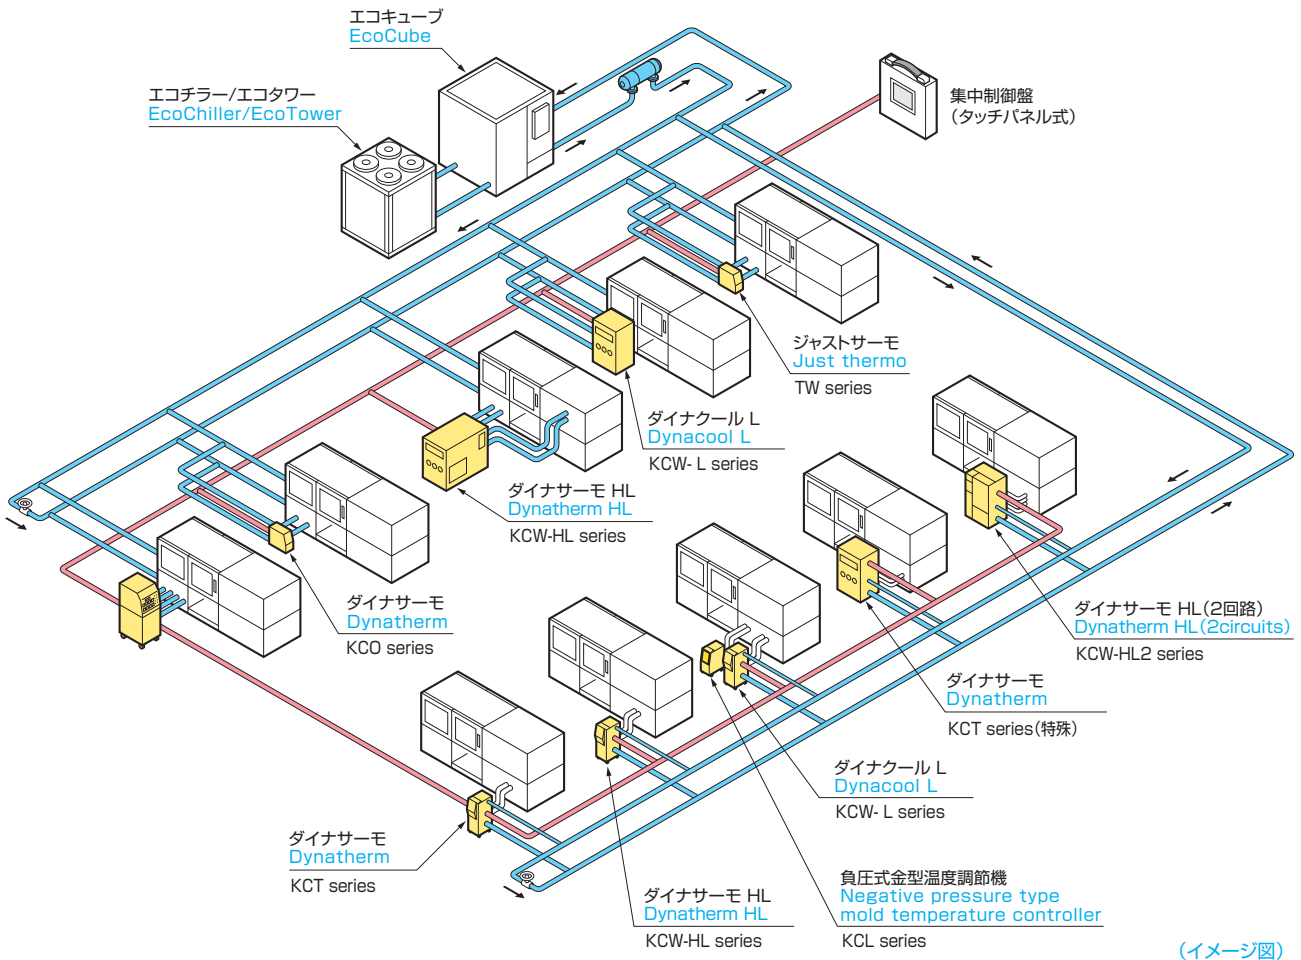 エコキューブ
EcoCube
エコチラー/エコタワー
EcoChiller/EcoTower
集中制御盤
(タッチパネル式)
ジャストサーモ
Just thermo
TW series
ダイナクール L
Dynacool L
KCW- L series
ダイナサーモ HL
Dynatherm HL
KCW-HL series
ダイナサーモ
Dynatherm
KCO series
ダイナサーモ HL(2回路)
Dynatherm HL(2circuits)
KCW-HL2 series
ダイナサーモ
Dynatherm
KCT series(特殊)
ダイナクール L
Dynacool L
KCW- L series
ダイナサーモ
Dynatherm
KCT series
ダイナサーモ HL
Dynatherm HL
KCW-HL series
負圧式金型温度調節機
Negative pressure type
mold temperature controller
KCL series
(イメージ図)